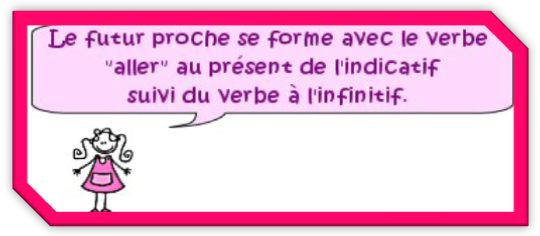 Le futur proche se forme avec le verbe
"aller" au présent de l'indicatif
suivi du verbe à l'infinitif.